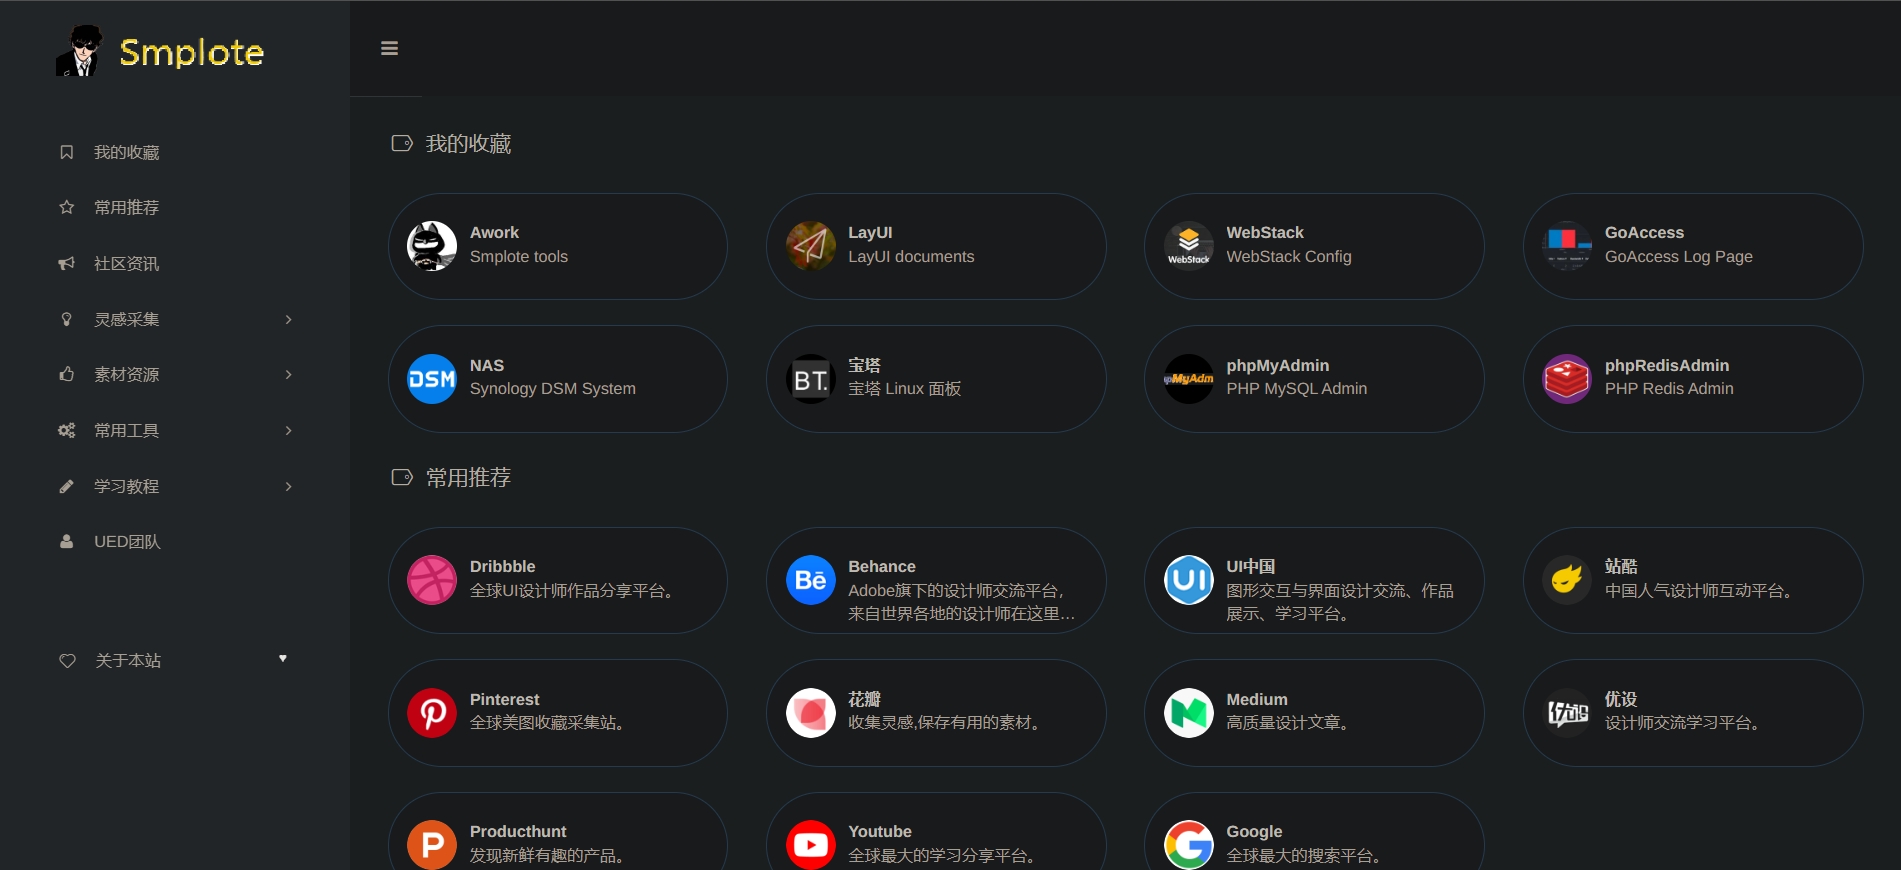 Smplote
我的收藏
常用推荐
社区资讯
灵感采集
素材资源
常用工具
学习教程
UED团队
关于本站
我的收藏
Awork
Smplote tools
LayUI
LayUI documents
WebStack
WebStack
WebStack Config
GoAccess
GoAccess Log Page
DSM
NAS
Synology DSM System
BT.
宝塔
宝塔 Linux 面板
pMyAdm
phpMyAdmin
PHP MySQL Admin
phpRedisAdmin
PHP Redis Admin
常用推荐
Dribbble
全球UI设计师作品分享平台。
Bē
Behance
Adobe旗下的设计师交流平台，
来自世界各地的设计师在这里...
UI
UI中国
图形交互与界面设计交流、作品
展示、学习平台。
站酷
中国人气设计师互动平台。
Pinterest
全球美图收藏采集站。
花瓣
收集灵感,保存有用的素材。
Medium
高质量设计文章。
优设
优设
设计师交流学习平台。
P
Producthunt
发现新鲜有趣的产品。
Youtube
全球最大的学习分享平台。
G
Google
全球最大的搜索平台。